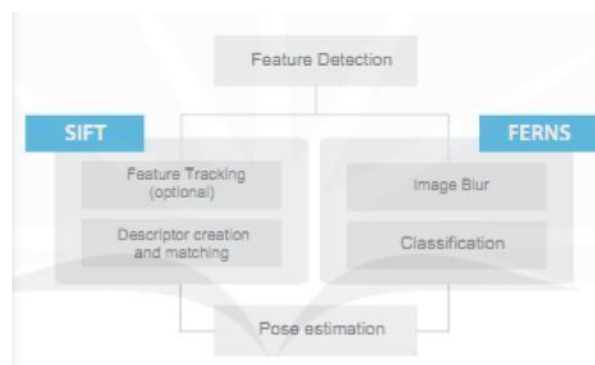 Feature Detection
SIFT
FERNS
Feature Tracking
(optional)
Image Blur
Descriptor creation
and matching
Classification
Pose estimation